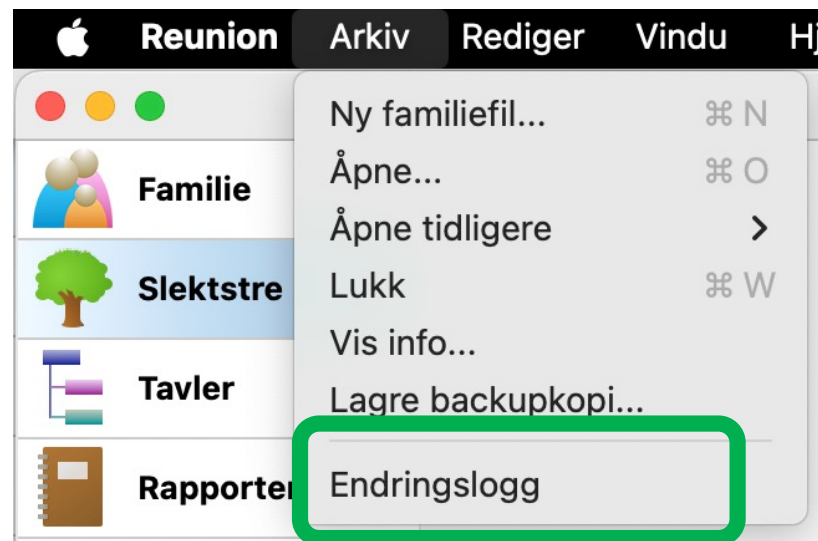 Reunion Arkiv Rediger Vindu
Ny familiefil... ⌘ N
Åpne... ⌘ O
Åpne tidligere >
Lukk ⌘ W
Vis info...
Lagre backupkopi...
Endringslogg
Familie
Slektstre
Tavler
Rapporter